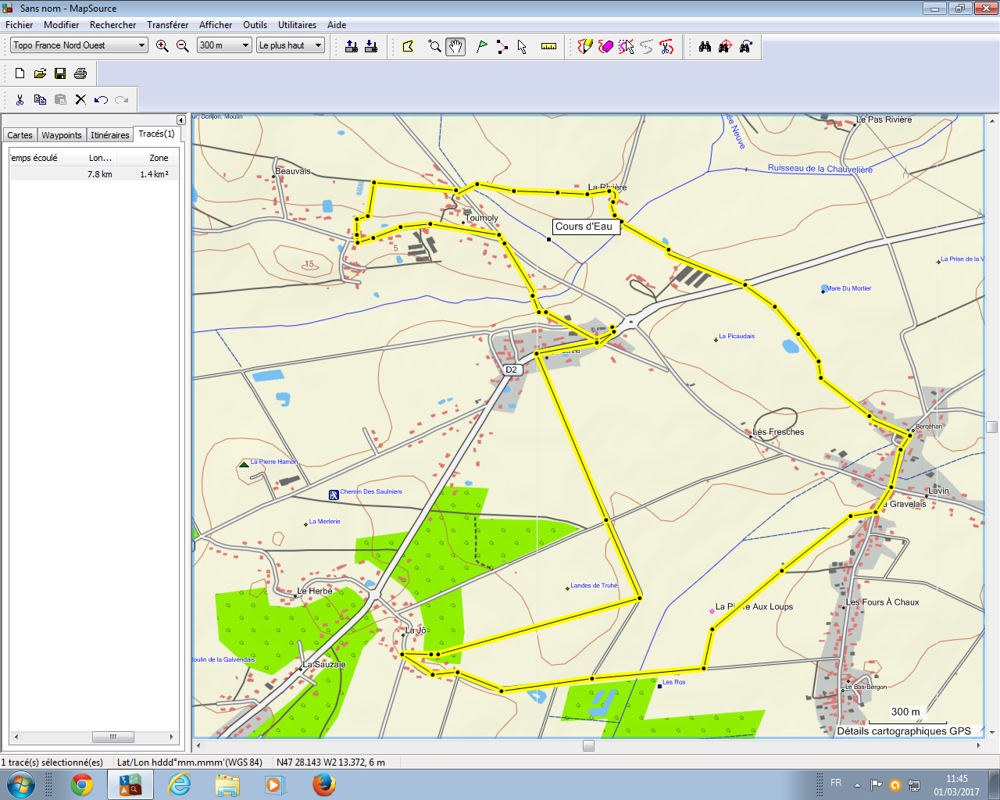 Sans nom - MapSource
Fichier Modifier Rechercher Transférer Afficher Outils Utilitaires Aide
Topo France Nord Ouest 300 m Le plus haut
Cartes Waypoints Itinéraires Tracés(1)
emps écoulé Lon... Zone
7.8 km 1.4 km²
ur, Donjon, Moulin
Le Pas Rivière
ée Neuve
Beauvais
Ruisseau de la Chauvelière
La Rivière
Tournoly
Cours d'Eau
5
15
La Prise de la V
Mare Du Mortier
La Picaudais
D2
Les Fresches
Bercéhan
La Pierre Hamon
Chemin Des Saulniers
Lavin
a Gravelais
La Merlerie
Landes de Truhé
Le Herbé
La Pierre Aux Loups
Les Fours À Chaux
La Jô
oulin de la Galvendais
La Sauzaie
Les Ros
Le Bas-Bergon
300 m
Détails cartographiques GPS
1 tracé(s) sélectionné(es) Lat/Lon hddd°mm.mmm'(WGS 84) N47 28.143 W2 13.372, 6 m
FR
11:45
01/03/2017